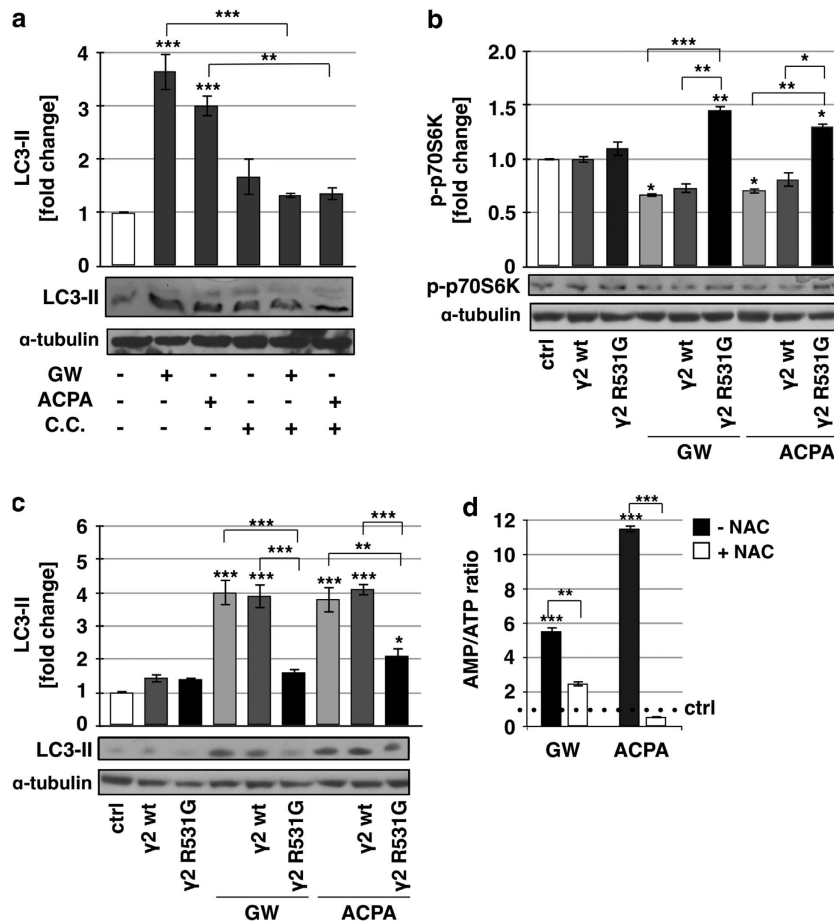 a
***
***
***
**
5
4
3
2
1
0
LC3-II
[fold change]
LC3-II
α-tubulin
GW - + - - + -
ACPA - - + - - +
C.C. - - - + + +
b
***
**
**
*
**
*
*
*
2.0
1.5
1.0
0.5
0
p-p70S6K
[fold change]
p-p70S6K
α-tubulin
ctrl
γ2 wt
γ2 R531G
γ2 wt
γ2 R531G
γ2 wt
γ2 R531G
GW
ACPA
c
***
***
***
**
***
***
***
***
*
6
5
4
3
2
1
0
LC3-II
[fold change]
LC3-II
α-tubulin
ctrl
γ2 wt
γ2 R531G
γ2 wt
γ2 R531G
γ2 wt
γ2 R531G
GW
ACPA
d
***
***
**
***
12
10
8
6
4
2
0
AMP/ATP ratio
- NAC
+ NAC
ctrl
GW
ACPA